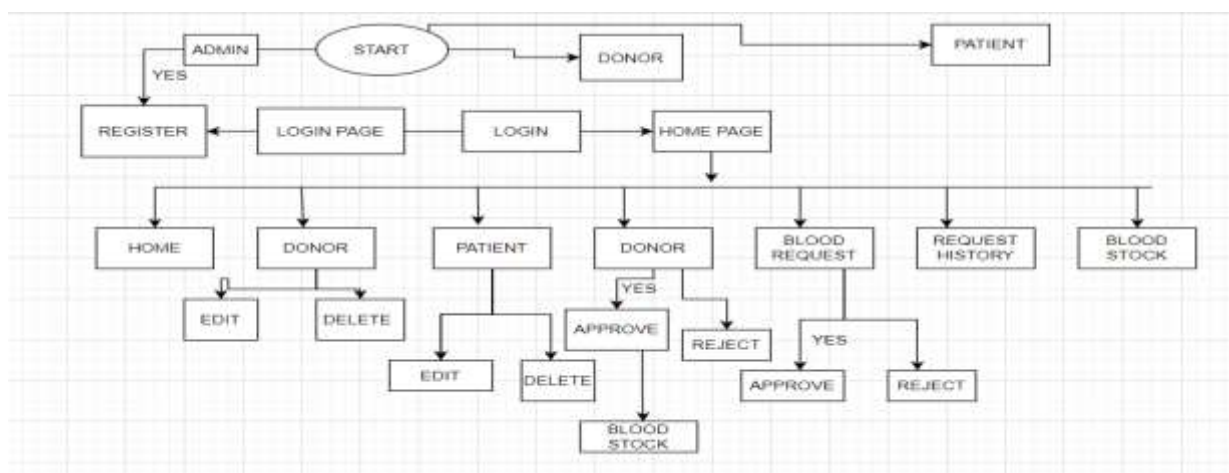 ADMIN
START
DONOR
PATIENT
YES
REGISTER
LOGIN PAGE
LOGIN
HOME PAGE
HOME
DONOR
PATIENT
DONOR
BLOOD
REQUEST
REQUEST
HISTORY
BLOOD
STOCK
EDIT
DELETE
YES
APPROVE
REJECT
YES
EDIT
DELETE
APPROVE
REJECT
BLOOD
STOCK